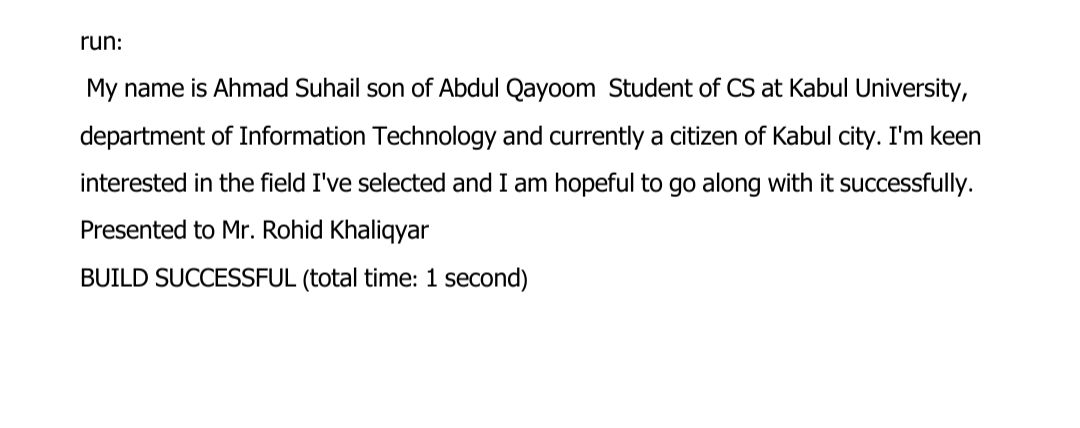 run:
My name is Ahmad Suhail son of Abdul Qayoom  Student of CS at Kabul University,
department of Information Technology and currently a citizen of Kabul city. I'm keen
interested in the field I've selected and I am hopeful to go along with it successfully.
Presented to Mr. Rohid Khaliqyar
BUILD SUCCESSFUL (total time: 1 second)